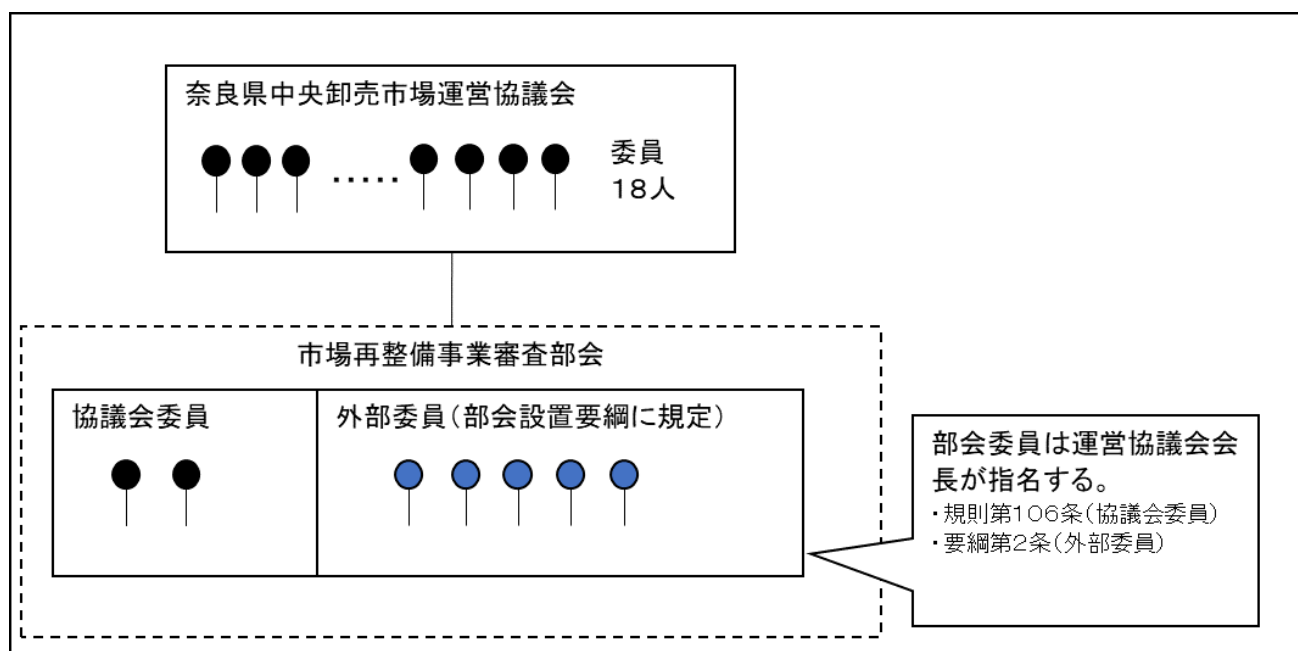 奈良県中央卸売市場運営協議会
.....
委員
18人
市場再整備事業審査部会
協議会委員
外部委員(部会設置要綱に規定)
部会委員は運営協議会会
長が指名する。
・規則第106条(協議会委員)
・要綱第2条(外部委員)